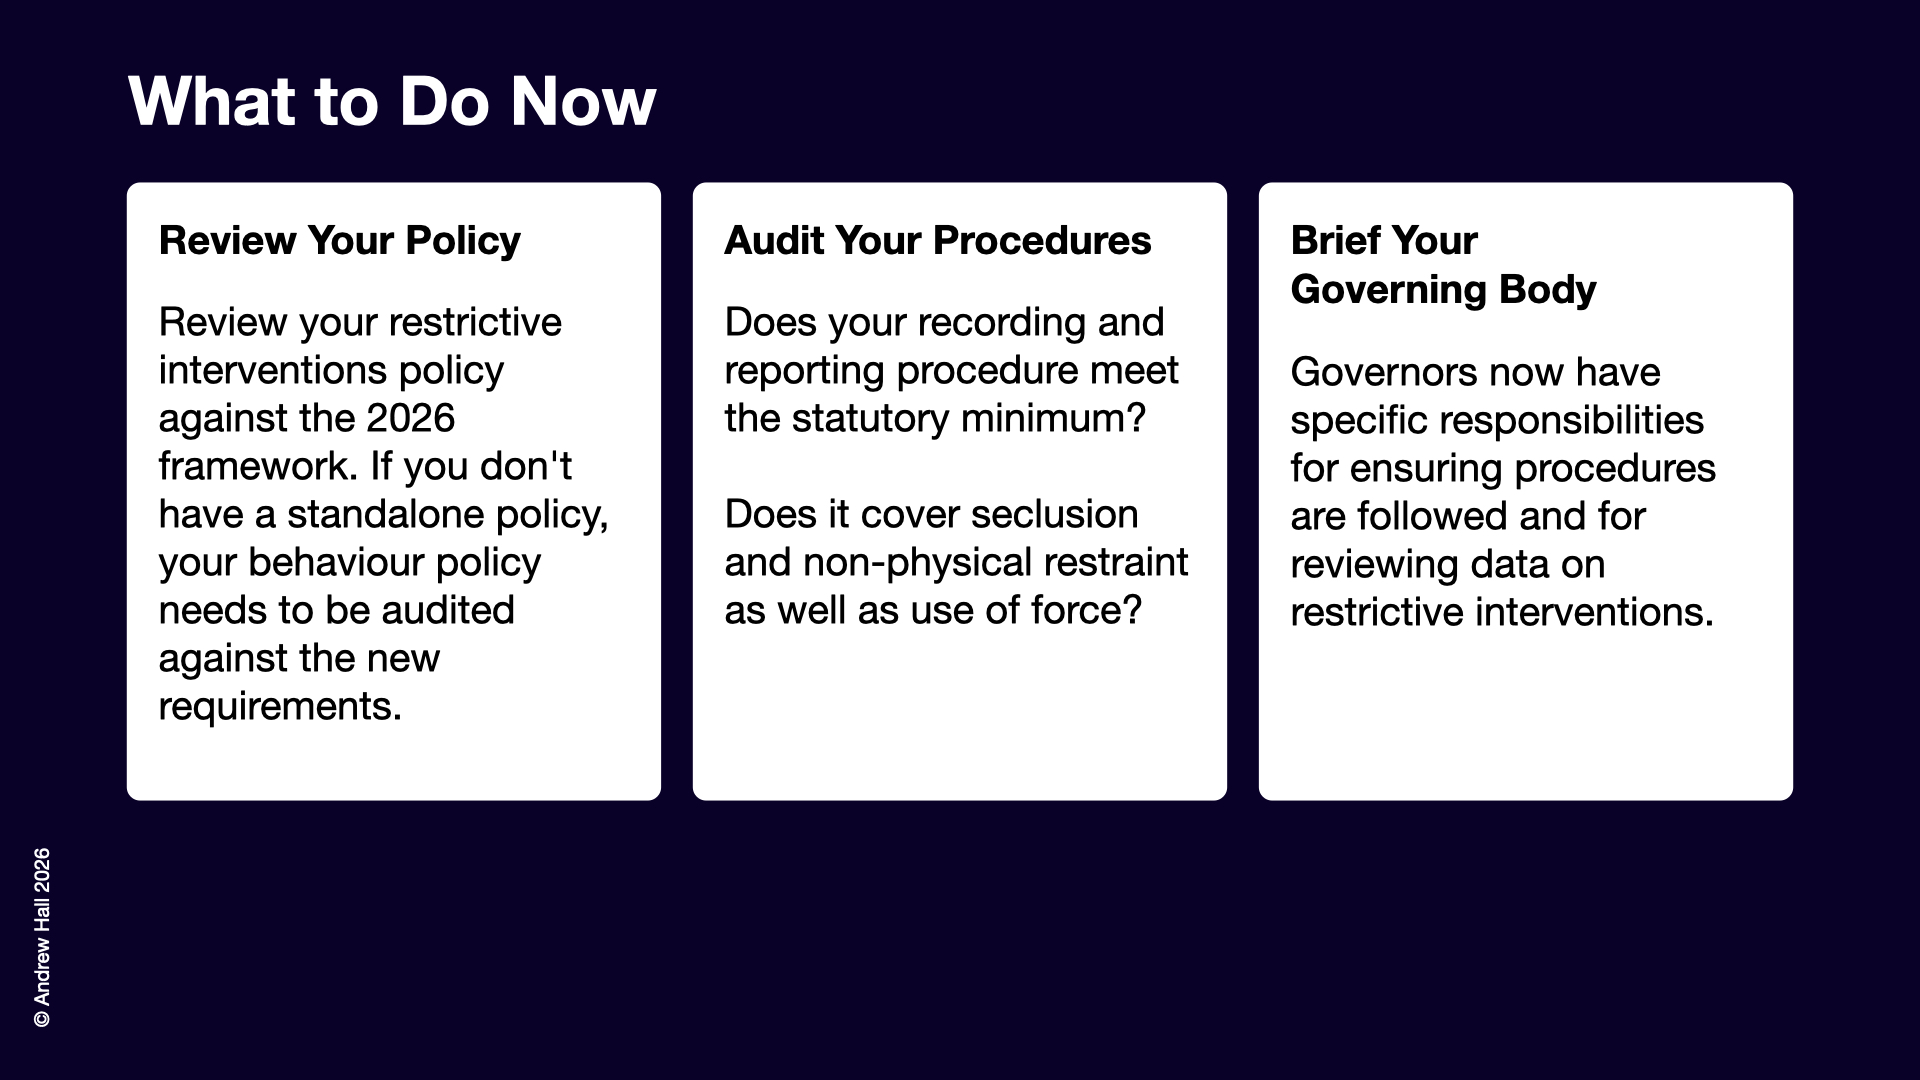 What to Do Now
Review Your Policy
Review your restrictive
interventions policy
against the 2026
framework. If you don't
have a standalone policy,
your behaviour policy
needs to be audited
against the new
requirements.
Audit Your Procedures
Does your recording and
reporting procedure meet
the statutory minimum?
Does it cover seclusion
and non-physical restraint
as well as use of force?
Brief Your
Governing Body
Governors now have
specific responsibilities
for ensuring procedures
are followed and for
reviewing data on
restrictive interventions.
© Andrew Hall 2026